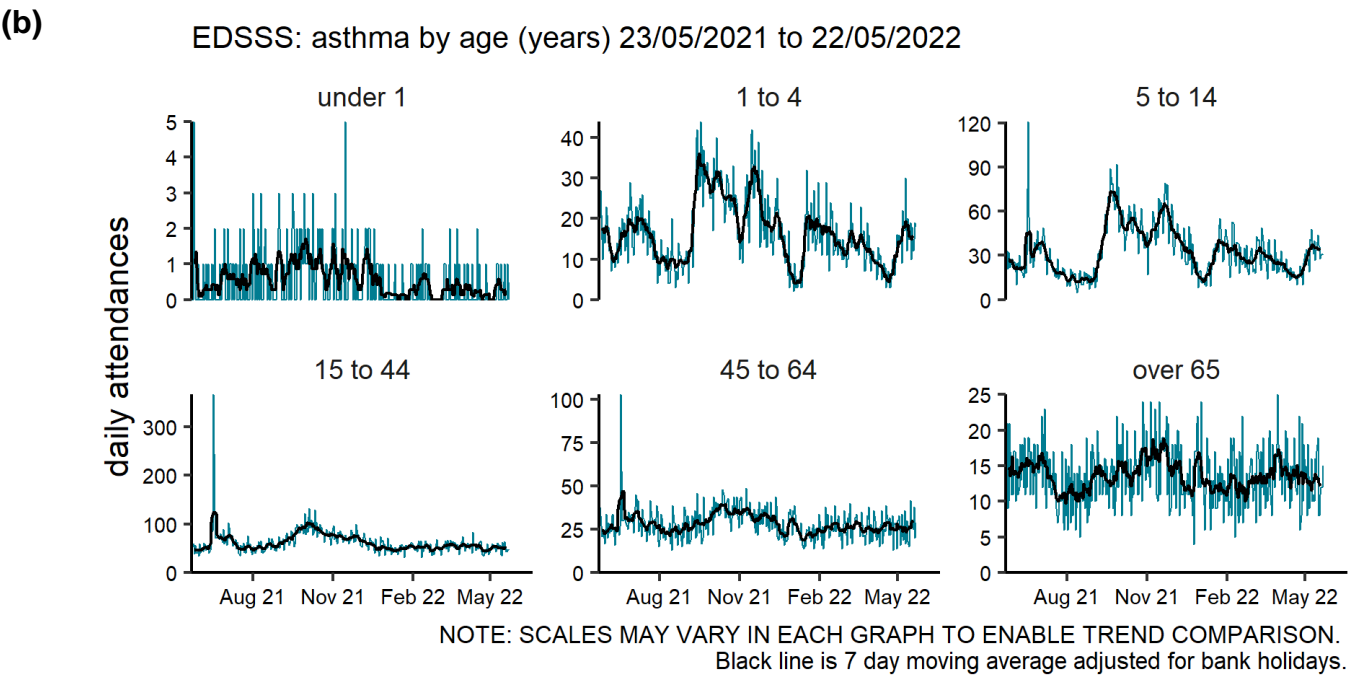 (b)
EDSSS: asthma by age (years) 23/05/2021 to 22/05/2022
daily attendances
under 1
5
4
3
2
1
0
1 to 4
40
30
20
10
0
5 to 14
120
90
60
30
0
15 to 44
300
200
100
0
Aug 21 Nov 21 Feb 22 May 22
45 to 64
100
75
50
25
0
Aug 21 Nov 21 Feb 22 May 22
over 65
25
20
15
10
5
0
Aug 21 Nov 21 Feb 22 May 22
NOTE: SCALES MAY VARY IN EACH GRAPH TO ENABLE TREND COMPARISON.
Black line is 7 day moving average adjusted for bank holidays.